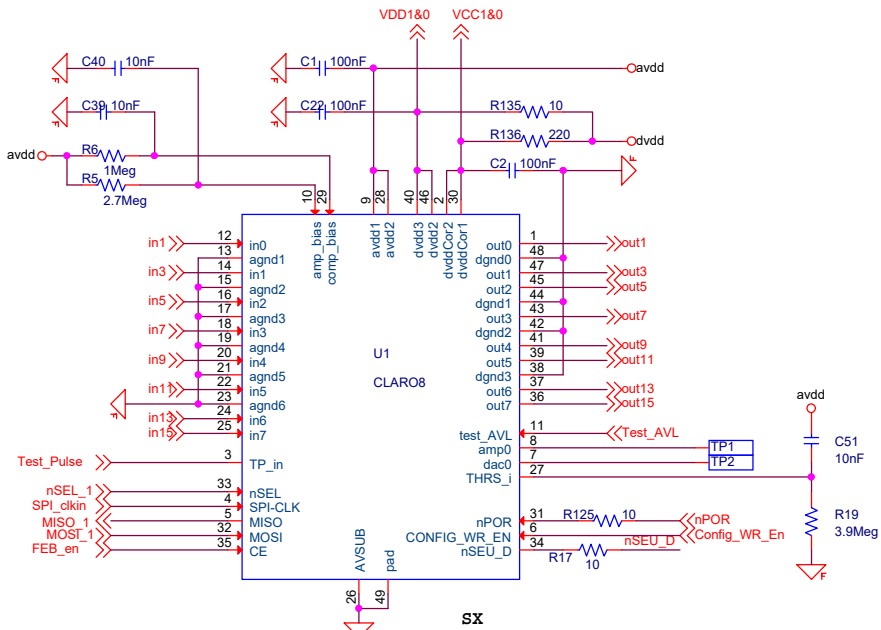 VDD1&0 VCC1&0
C40 10nF C1 100nF avdd
F F
C39 10nF C22 100nF R135 10
F F
R136 220 dvdd
avdd R6 1Meg C2 100nF F
R5 2.7Meg
10 29 9 28 40 46 2 30
amp_bias comp_bias avdd1 avdd2 dvdd3 dvdd2 dvddCor2 dvddCor1
in1 12 in0 out0 1 out1
13 agnd1 dgnd0 48
in3 14 in1 out1 47 out3
15 agnd2 out2 45 out5
in5 16 in2 dgnd1 44
17 agnd3 out3 43 out7
in7 18 in3 dgnd2 42
19 agnd4 out4 41 out9
in9 20 in4 out5 39 out11
21 agnd5 dgnd3 38
in11 22 in5 out6 37 out13
23 agnd6 out7 36 out15
F
in13 24 in6
in15 25 in7 test_AVL 11 Test_AVL
U1
CLARO8
amp0 8 TP1
dac0 7 TP2
Test_Pulse 3 TP_in THRS_i 27
avdd
C51
10nF
R19
3.9Meg
F
nSEL_1 33 nSEL
SPI_clkin 4 SPI-CLK
MISO_1 5 MISO nPOR 31 R125 10 nPOR
MOSI_1 32 MOSI CONFIG_WR_EN 6 Config_WR_En
FEB_en 35 CE nSEU_D 34 R17 10 nSEU_D
AVSUB pad
26 49
SX